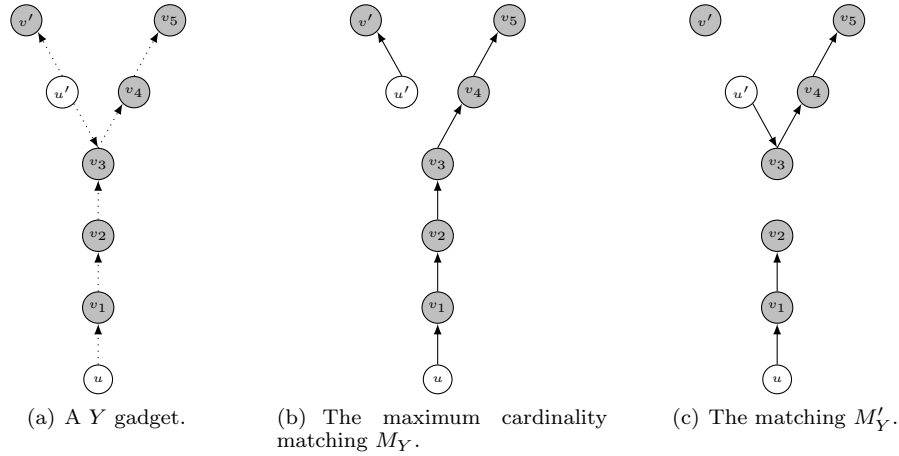 v′ v5 v′ v5 v′ v5
u′ v4 u′ v4 u′ v4
v3 v3 v3
v2 v2 v2
v1 v1 v1
u u u
(a) A Y gadget.
(b) The maximum cardinality
matching M_Y.
(c) The matching M′_Y.